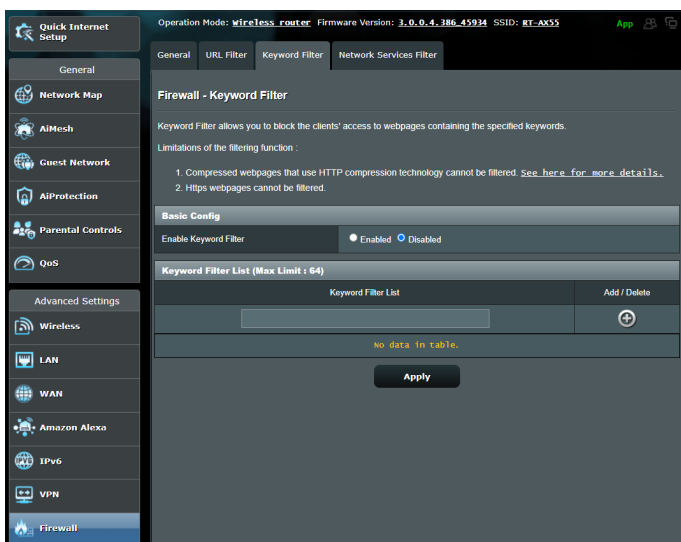 Quick Internet
Setup
General
Network Map
AiMesh
Guest Network
AiProtection
Parental Controls
QoS
Advanced Settings
Wireless
LAN
WAN
Amazon Alexa
IPv6
VPN
Firewall
Operation Mode: Wireless router Firmware Version: 3.0.0.4.386_45934 SSID: RT-AX55
App
General URL Filter Keyword Filter Network Services Filter
Firewall - Keyword Filter
Keyword Filter allows you to block the clients' access to webpages containing the specified keywords.
Limitations of the filtering function :
1. Compressed webpages that use HTTP compression technology cannot be filtered. See here for more details.
2. Https webpages cannot be filtered.
Basic Config
Enable Keyword Filter Enabled Disabled
Keyword Filter List (Max Limit : 64)
Keyword Filter List Add / Delete
No data in table.
Apply